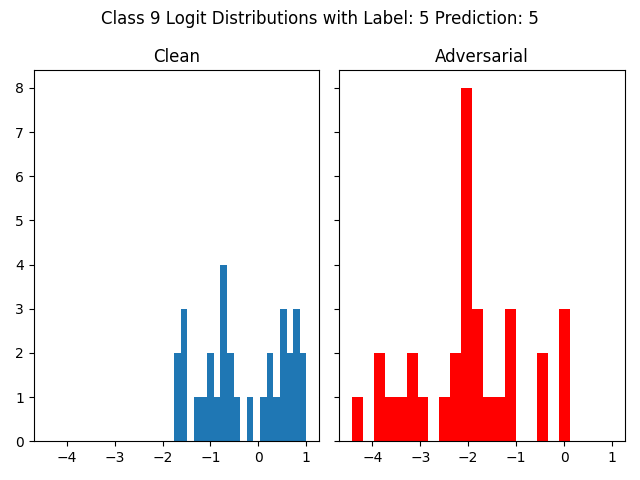 Class 9 Logit Distributions with Label: 5 Prediction: 5
Clean
Adversarial
8
7
6
5
4
3
2
1
0
−4 −3 −2 −1 0 1
−4 −3 −2 −1 0 1